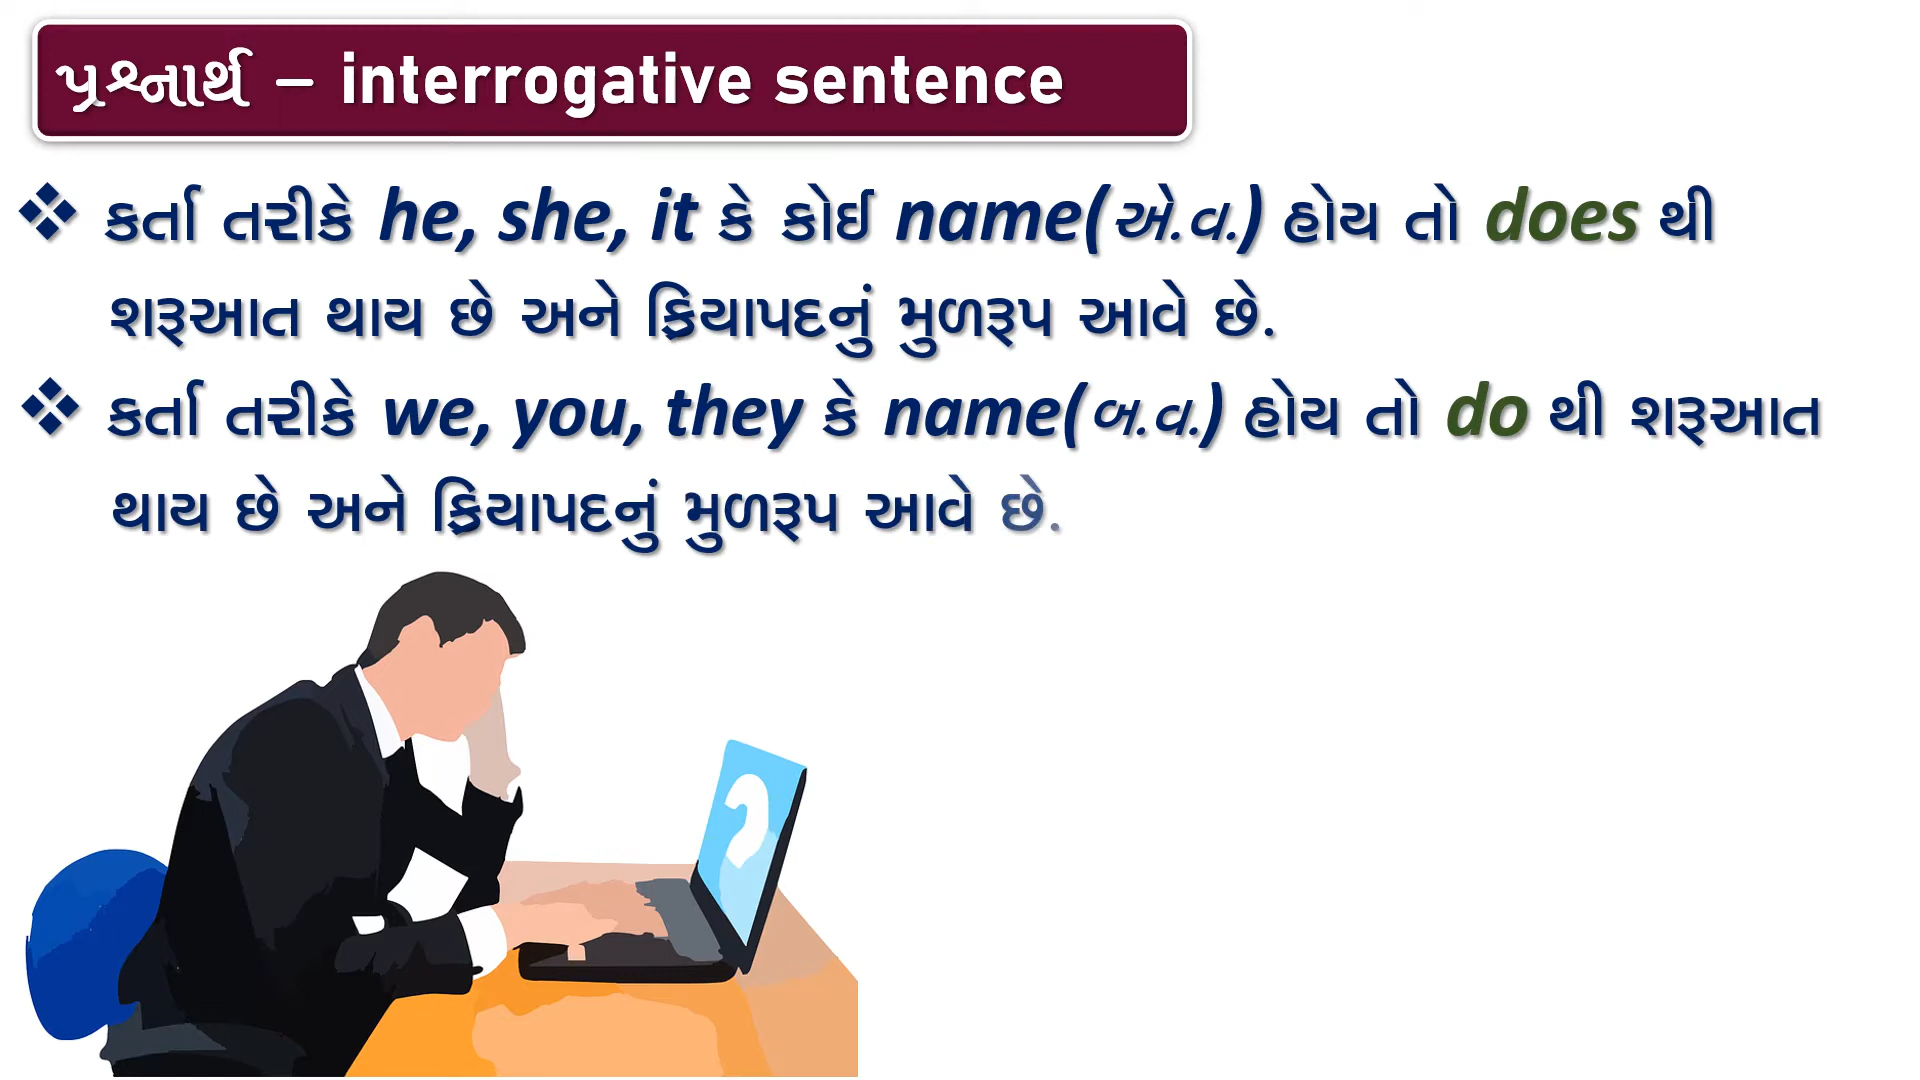 પ્રશ્નાર્થ – interrogative sentence
❖ કર્તા તરીકે he, she, it કે કોઈ name(એ.વ.) હોય તો does થી
શરૂઆત થાય છે અને ક્રિયાપદનું મુળરૂપ આવે છે.
❖ કર્તા તરીકે we, you, they કે name(બ.વ.) હોય તો do થી શરૂઆત
થાય છે અને ક્રિયાપદનું મુળરૂપ આવે છે.
?